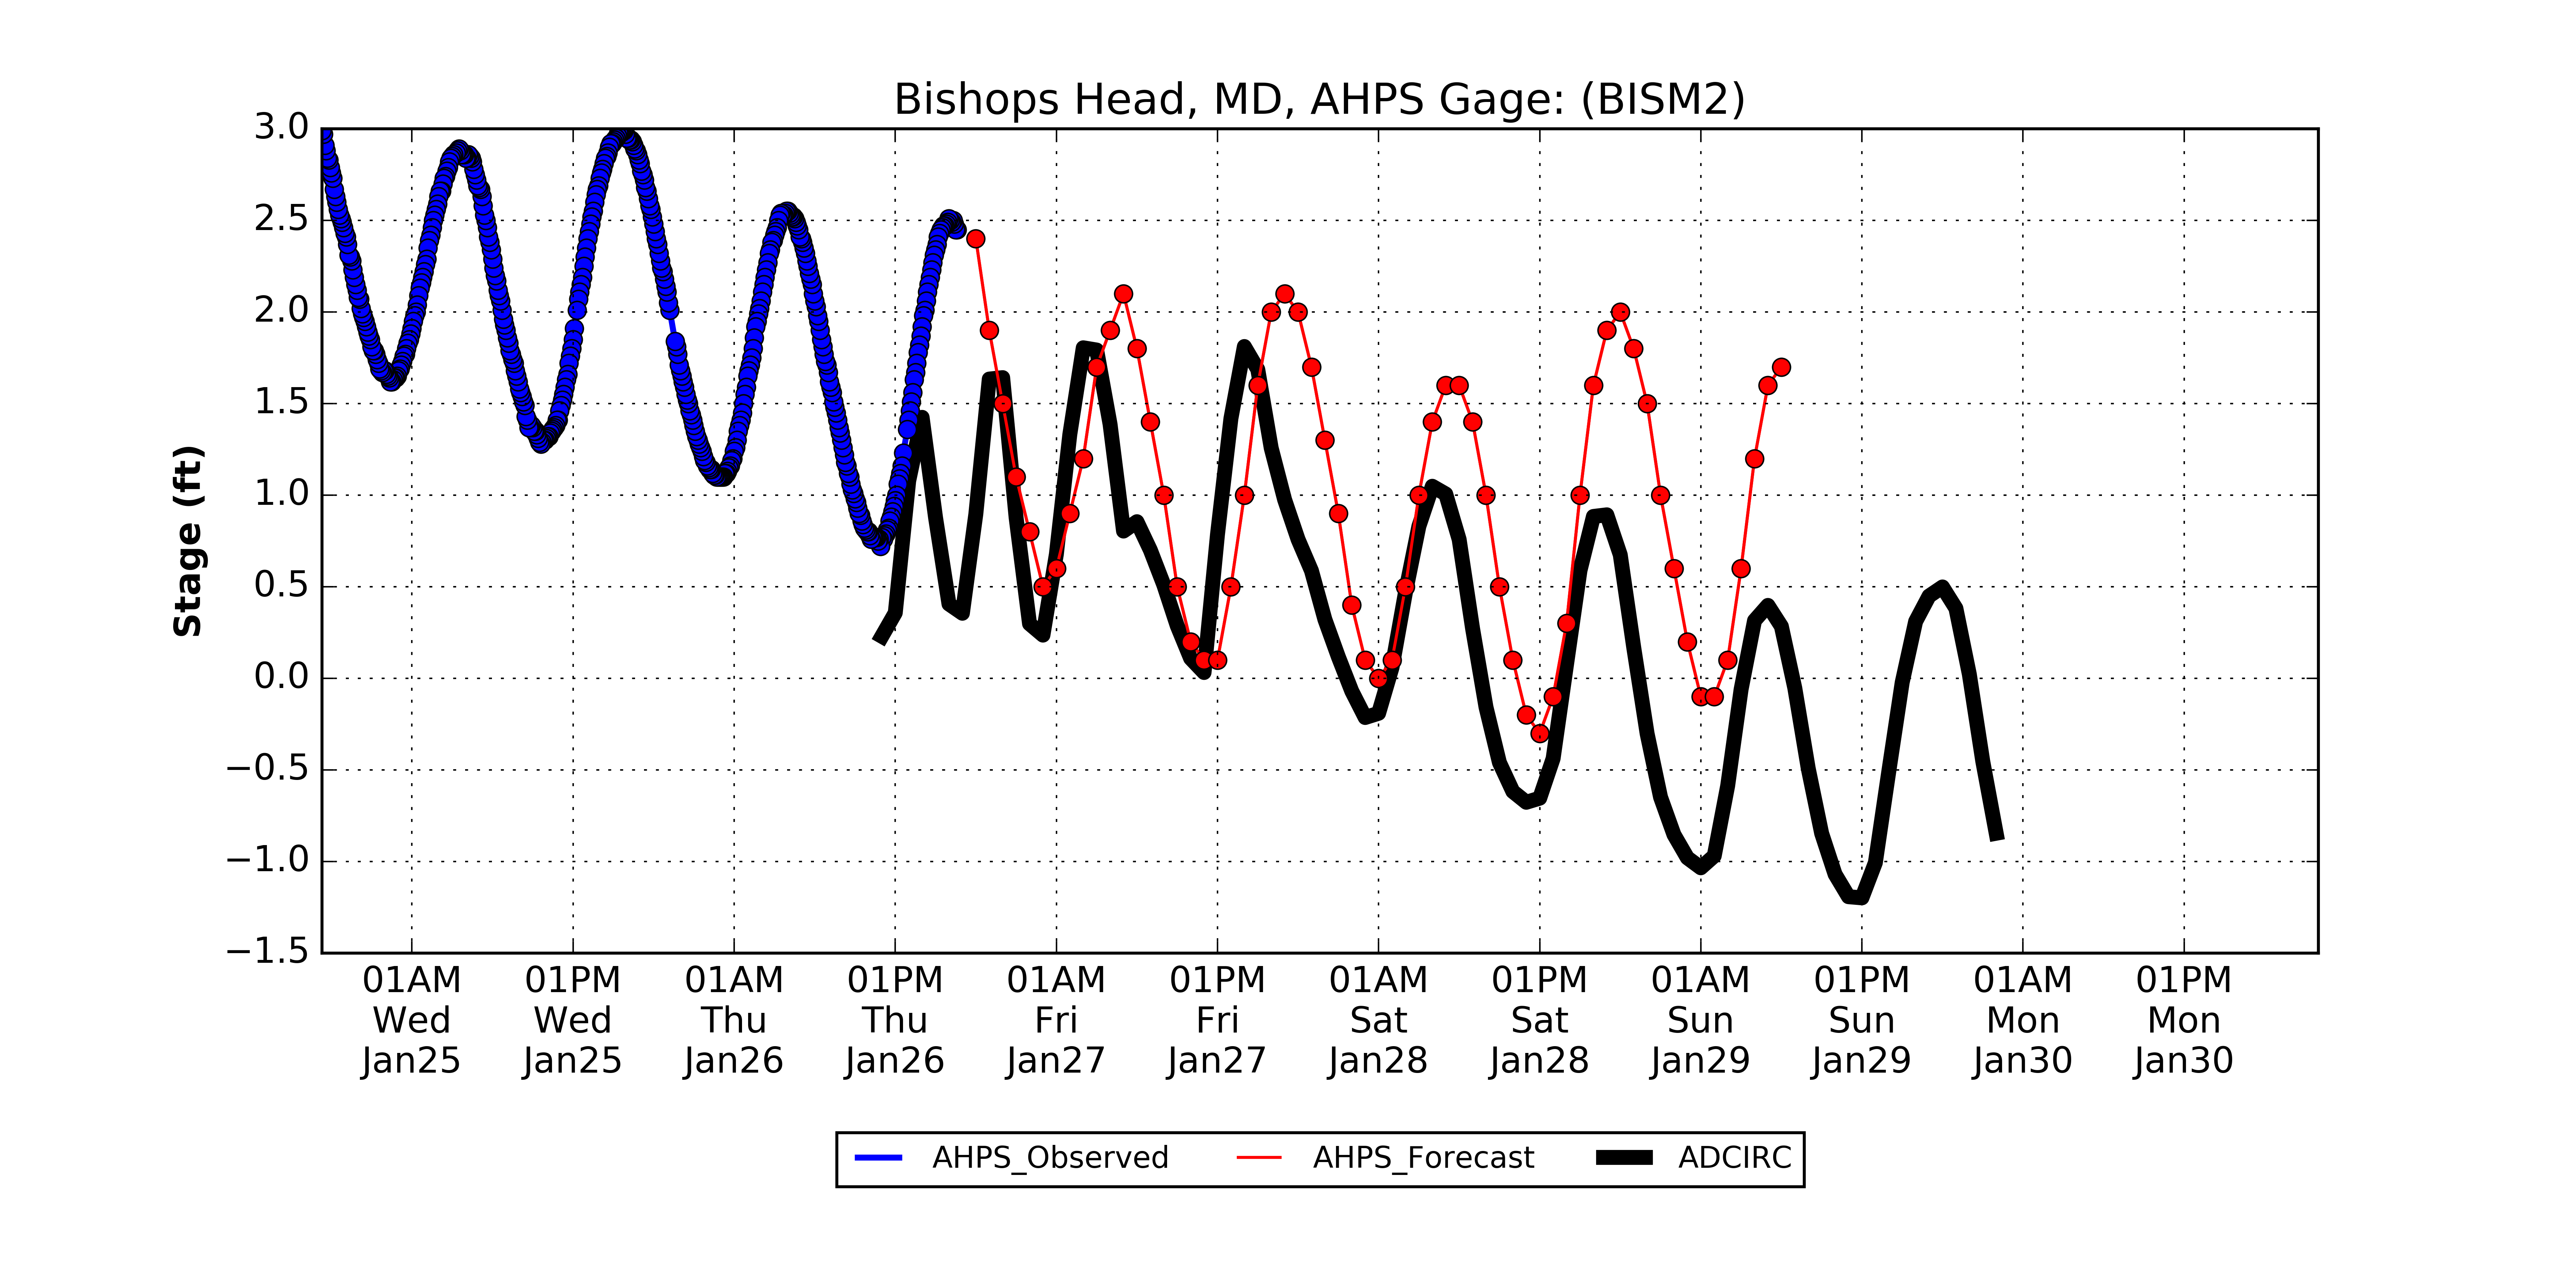 Bishops Head, MD, AHPS Gage: (BISM2)
Stage (ft)
3.0
2.5
2.0
1.5
1.0
0.5
0.0
−0.5
−1.0
−1.5
01AM 01PM 01AM 01PM 01AM 01PM 01AM 01PM 01AM 01PM 01AM 01PM
Wed Wed Thu Thu Fri Fri Sat Sat Sun Sun Mon Mon
Jan25 Jan25 Jan26 Jan26 Jan27 Jan27 Jan28 Jan28 Jan29 Jan29 Jan30 Jan30
AHPS_Observed AHPS_Forecast ADCIRC